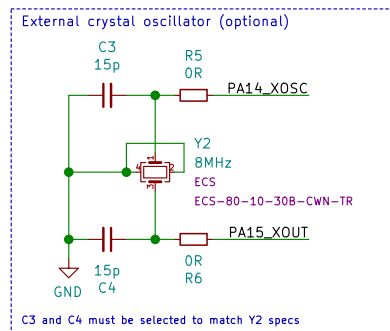 External crystal oscillator (optional)
C3
15p
R5
0R
PA14_XOSC
Y2
8MHz
ECS
ECS-80-10-30B-CWN-TR
1
4
2
3
PA15_XOUT
15p
C4
0R
R6
GND
C3 and C4 must be selected to match Y2 specs